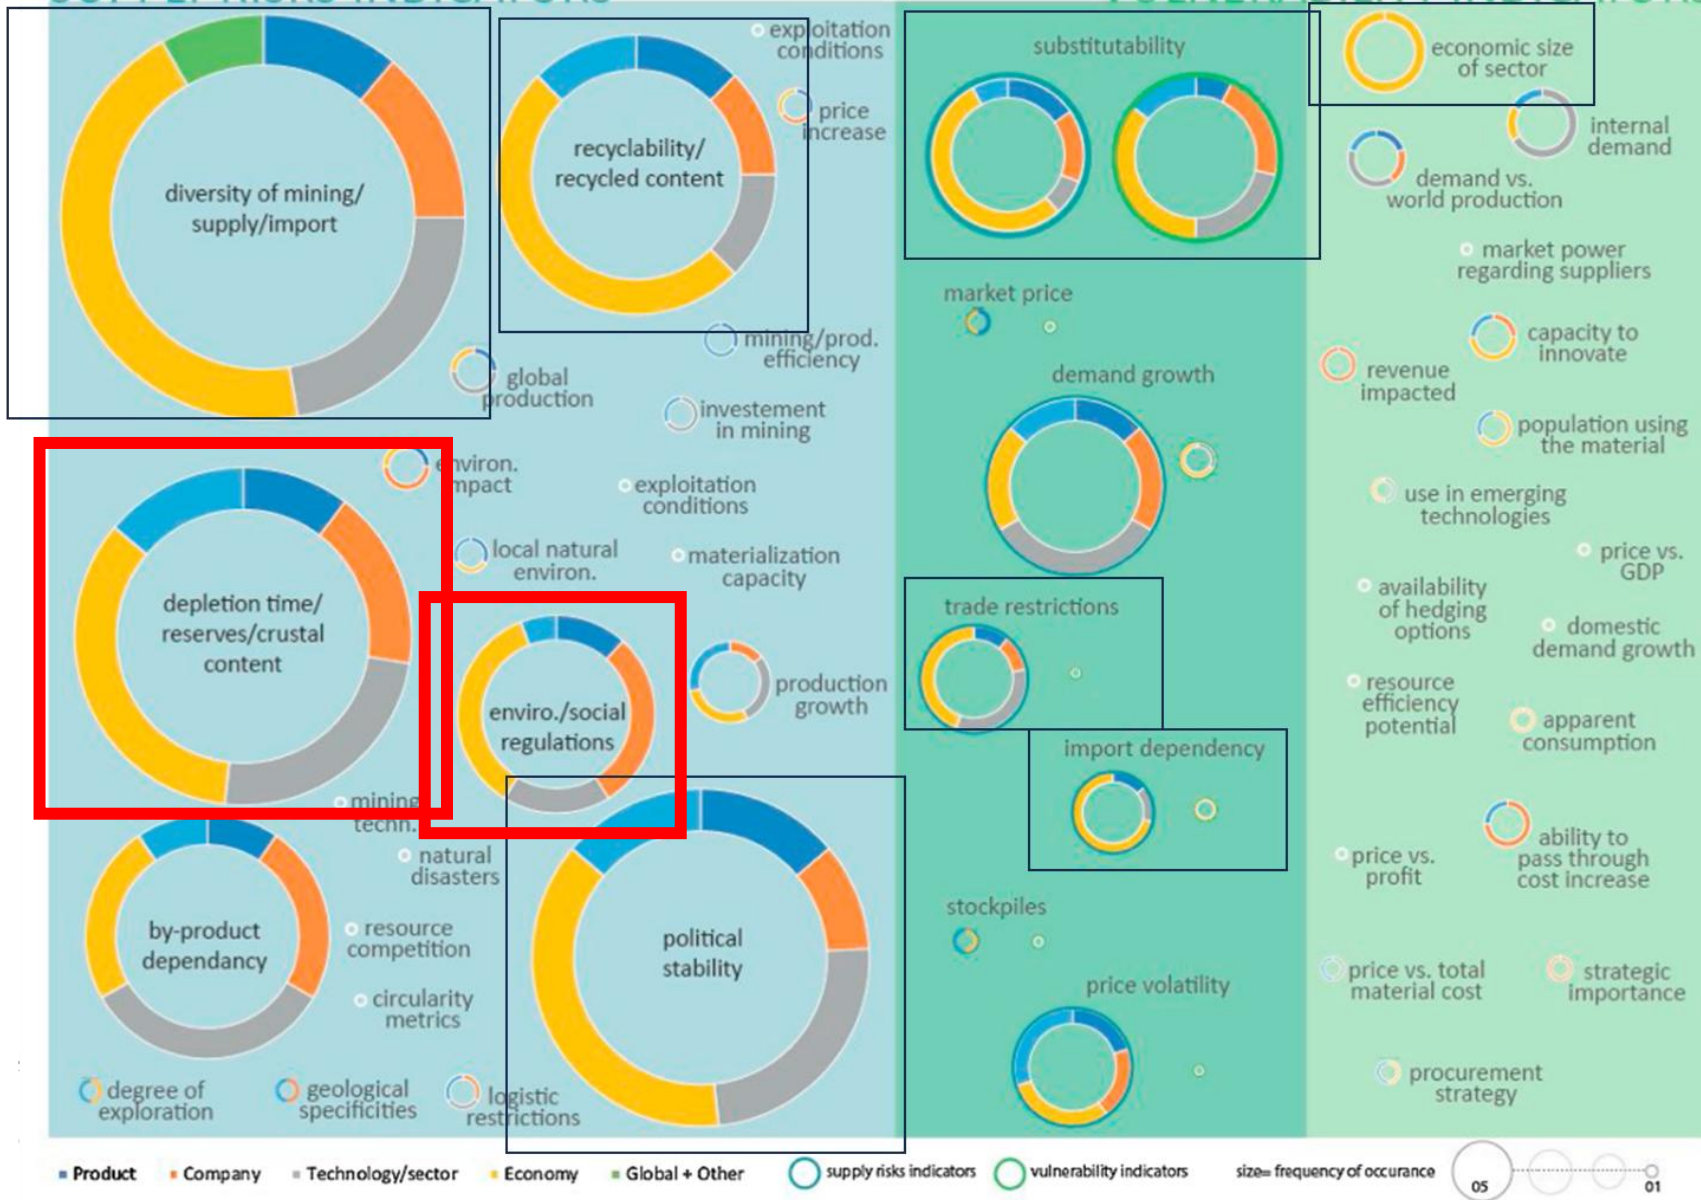 SUPPLY RISKS INDICATORS
VULNERABILITY INDICATORS
diversity of mining/
supply/import
recyclability/
recycled content
exploitation
conditions
price
increase
mining/prod.
efficiency
global
production
investement
in mining
environ.
impact
exploitation
conditions
local natural
environ.
materialization
capacity
depletion time/
reserves/crustal
content
enviro./social
regulations
production
growth
mining
techn.
natural
disasters
by-product
dependancy
resource
competition
circularity
metrics
political
stability
degree of
exploration
geological
specificities
logistic
restrictions
substitutability
market price
demand growth
trade restrictions
import dependency
stockpiles
price volatility
economic size
of sector
internal
demand
demand vs.
world production
market power
regarding suppliers
capacity to
innovate
revenue
impacted
population using
the material
use in emerging
technologies
price vs.
GDP
availability
of hedging
options
domestic
demand growth
resource
efficiency
potential
apparent
consumption
ability to
pass through
cost increase
price vs.
profit
price vs. total
material cost
strategic
importance
procurement
strategy
Product
Company
Technology/sector
Economy
Global + Other
supply risks indicators
vulnerability indicators
size= frequency of occurance
05
01